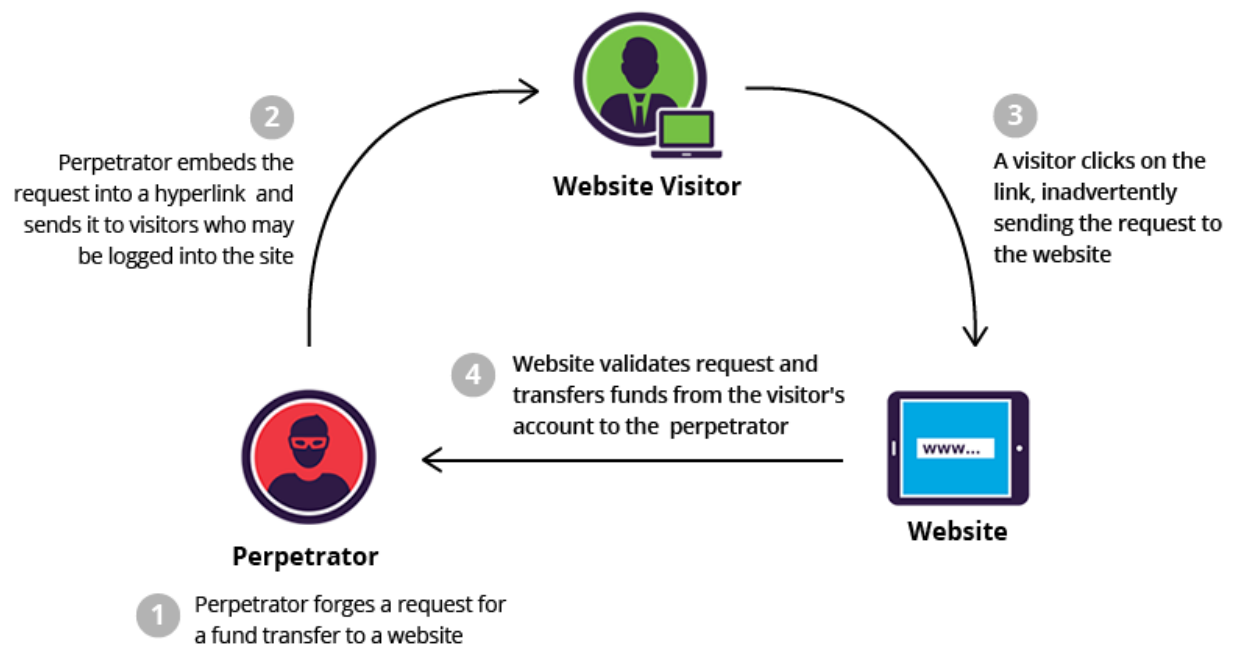 Website Visitor
2
Perpetrator embeds the
request into a hyperlink and
sends it to visitors who may
be logged into the site
3
A visitor clicks on the
link, inadvertently
sending the request to
the website
4
Website validates request and
transfers funds from the visitor's
account to the perpetrator
www...
Website
Perpetrator
1
Perpetrator forges a request for
a fund transfer to a website